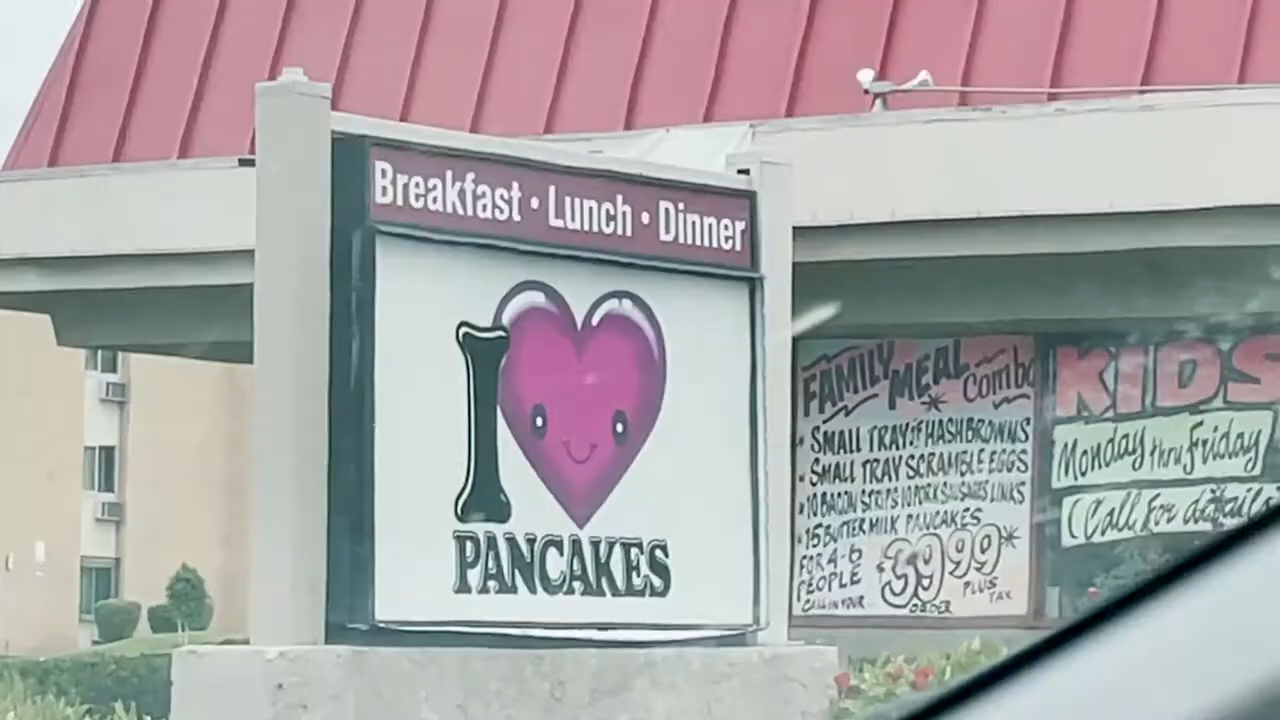 Breakfast · Lunch · Dinner
I
PANCAKES
FAMILY MEAL Combo
• SMALL TRAY OF HASHBROWNS
• SMALL TRAY SCRAMBLE EGGS
• 10 BACON STRIPS 10 PORK SAUSAGES LINKS
• 15 BUTTERMILK PANCAKES
FOR 4-6
PEOPLE
$39.99*
PLUS
TAX
CALL IN YOUR ORDER
KIDS
Monday thru Friday
(Call For details